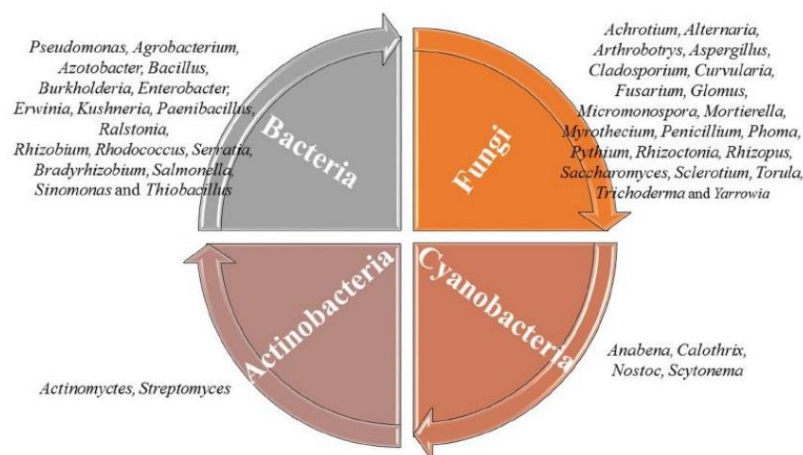 Pseudomonas, Agrobacterium,
Azotobacter, Bacillus,
Burkholderia, Enterobacter,
Erwinia, Kushneria, Paenibacillus,
Ralstonia,
Rhizobium, Rhodococcus, Serratia,
Bradyrhizobium, Salmonella,
Sinomonas and Thiobacillus
Bacteria
Fungi
Achrotium, Alternaria,
Arthrobotrys, Aspergillus,
Cladosporium, Curvularia,
Fusarium, Glomus,
Micromonospora, Mortierella,
Myrothecium, Penicillium, Phoma,
Pythium, Rhizoctonia, Rhizopus,
Saccharomyces, Sclerotium, Torula,
Trichoderma and Yarrowia
Actinobacteria
Actinomyctes, Streptomyces
Cyanobacteria
Anabena, Calothrix,
Nostoc, Scytonema